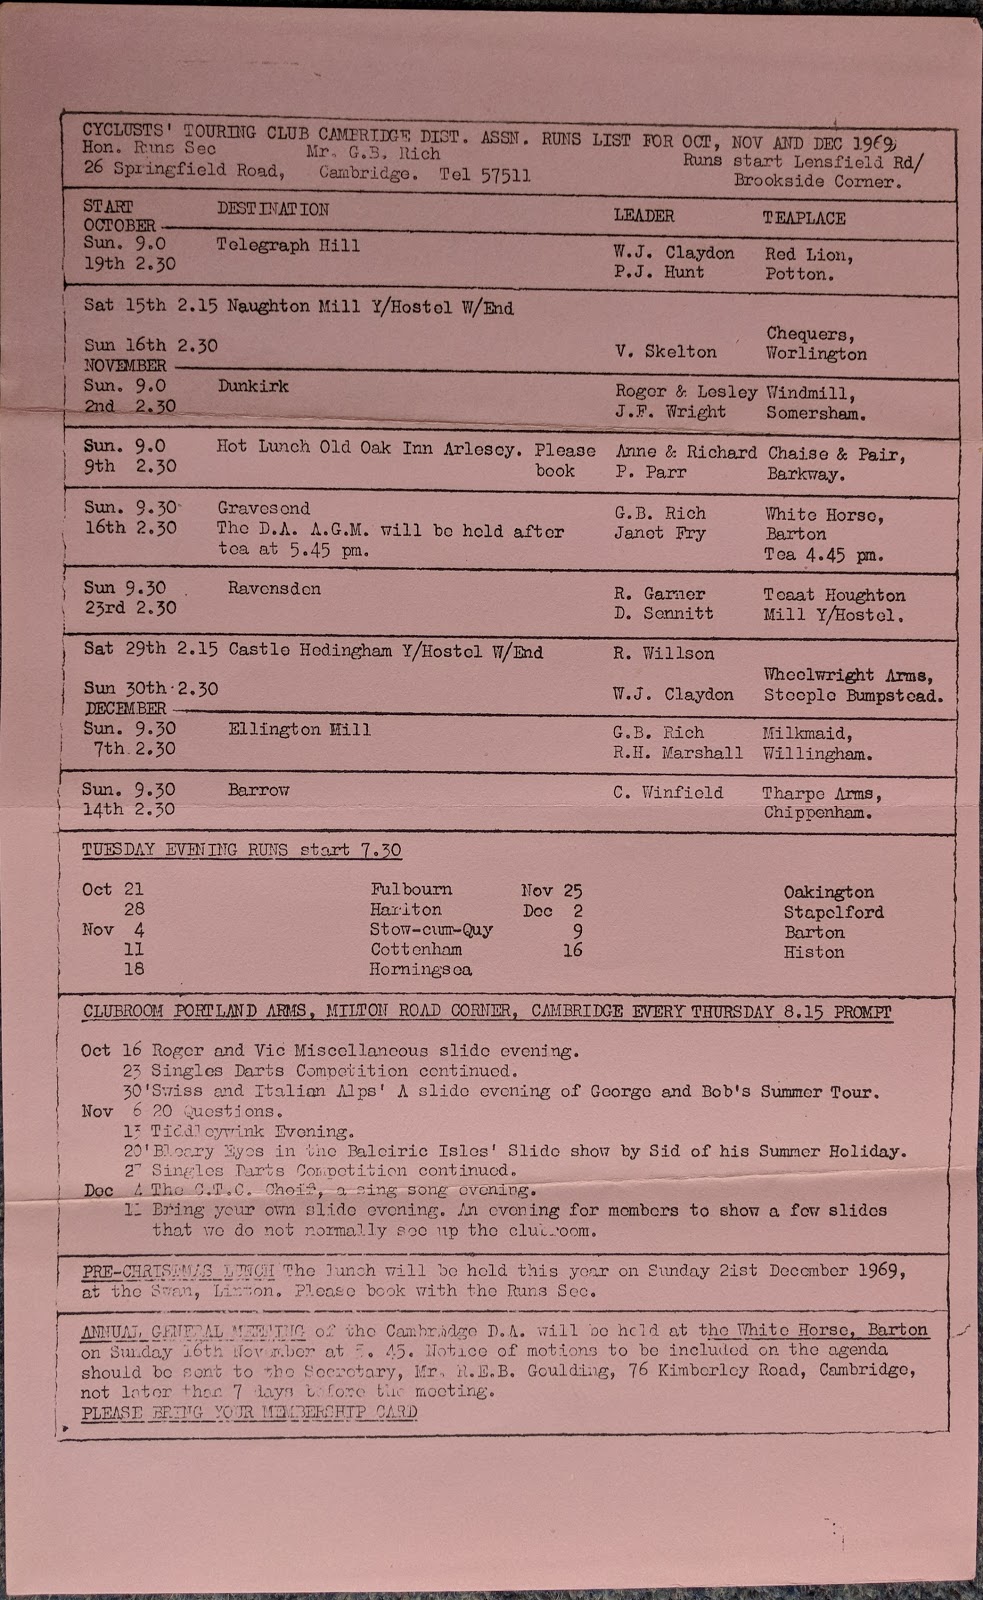 CYCLUSTS' TOURING CLUB CAMBRIDGE DIST. ASSN. RUNS LIST FOR OCT, NOV AND DEC 1969
Hon. Runs Sec Mr. G.B. Rich Runs start Lensfield Rd/
26 Springfield Road, Cambridge. Tel 57511 Brookside Corner.
START DESTINATION LEADER TEAPLACE
OCTOBER
Sun. 9.0 Telegraph Hill W.J. Claydon Red Lion,
19th 2.30 P.J. Hunt Potton.
Sat 15th 2.15 Naughton Mill Y/Hostel W/End
Chequers,
Sun 16th 2.30 V. Skelton Worlington
NOVEMBER
Sun. 9.0 Dunkirk Roger & Lesley Windmill,
2nd 2.30 J.F. Wright Somersham.
Sun. 9.0 Hot Lunch Old Oak Inn Arlesey. Please Anne & Richard Chaise & Pair,
9th 2.30 book P. Parr Barkway.
Sun. 9.30 Gravesend G.B. Rich White Horse,
16th 2.30 The D.A. A.G.M. will be held after Janet Fry Barton
tea at 5.45 pm. Tea 4.45 pm.
Sun 9.30 Ravensden R. Garner Teaat Houghton
23rd 2.30 D. Sennitt Mill Y/Hostel.
Sat 29th 2.15 Castle Hedingham Y/Hostel W/End R. Willson
Wheelwright Arms,
Sun 30th 2.30 W.J. Claydon Steeple Bumpstead.
DECEMBER
Sun. 9.30 Ellington Mill G.B. Rich Milkmaid,
7th 2.30 R.H. Marshall Willingham.
Sun. 9.30 Barrow C. Winfield Tharpe Arms,
14th 2.30 Chippenham.
TUESDAY EVENING RUNS start 7.30
Oct 21 Fulbourn Nov 25 Oakington
28 Harlton Dec 2 Stapelford
Nov 4 Stow-cum-Quy 9 Barton
11 Cottenham 16 Histon
18 Horningsea
CLUBROOM PORTLAND ARMS, MILTON ROAD CORNER, CAMBRIDGE EVERY THURSDAY 8.15 PROMPT
Oct 16 Roger and Vic Miscellaneous slide evening.
23 Singles Darts Competition continued.
30 'Swiss and Italian Alps' A slide evening of George and Bob's Summer Tour.
Nov 6 20 Questions.
13 Tiddleywink Evening.
20 'Bleary Eyes in the Baleiric Isles' Slide show by Sid of his Summer Holiday.
27 Singles Darts Competition continued.
Dec 4 The C.T.C. Choir, a sing song evening.
11 Bring your own slide evening. An evening for members to show a few slides
that we do not normally see up the clubroom.
PRE-CHRISTMAS LUNCH The lunch will be held this year on Sunday 21st December 1969,
at the Swan, Linton. Please book with the Runs Sec.
ANNUAL GENERAL MEETING of the Cambridge D.A. will be held at the White Horse, Barton
on Sunday 16th November at 5. 45. Notice of motions to be included on the agenda
should be sent to the Secretary, Mr. R.E.B. Goulding, 76 Kimberley Road, Cambridge,
not later than 7 days before the meeting.
PLEASE BRING YOUR MEMBERSHIP CARD